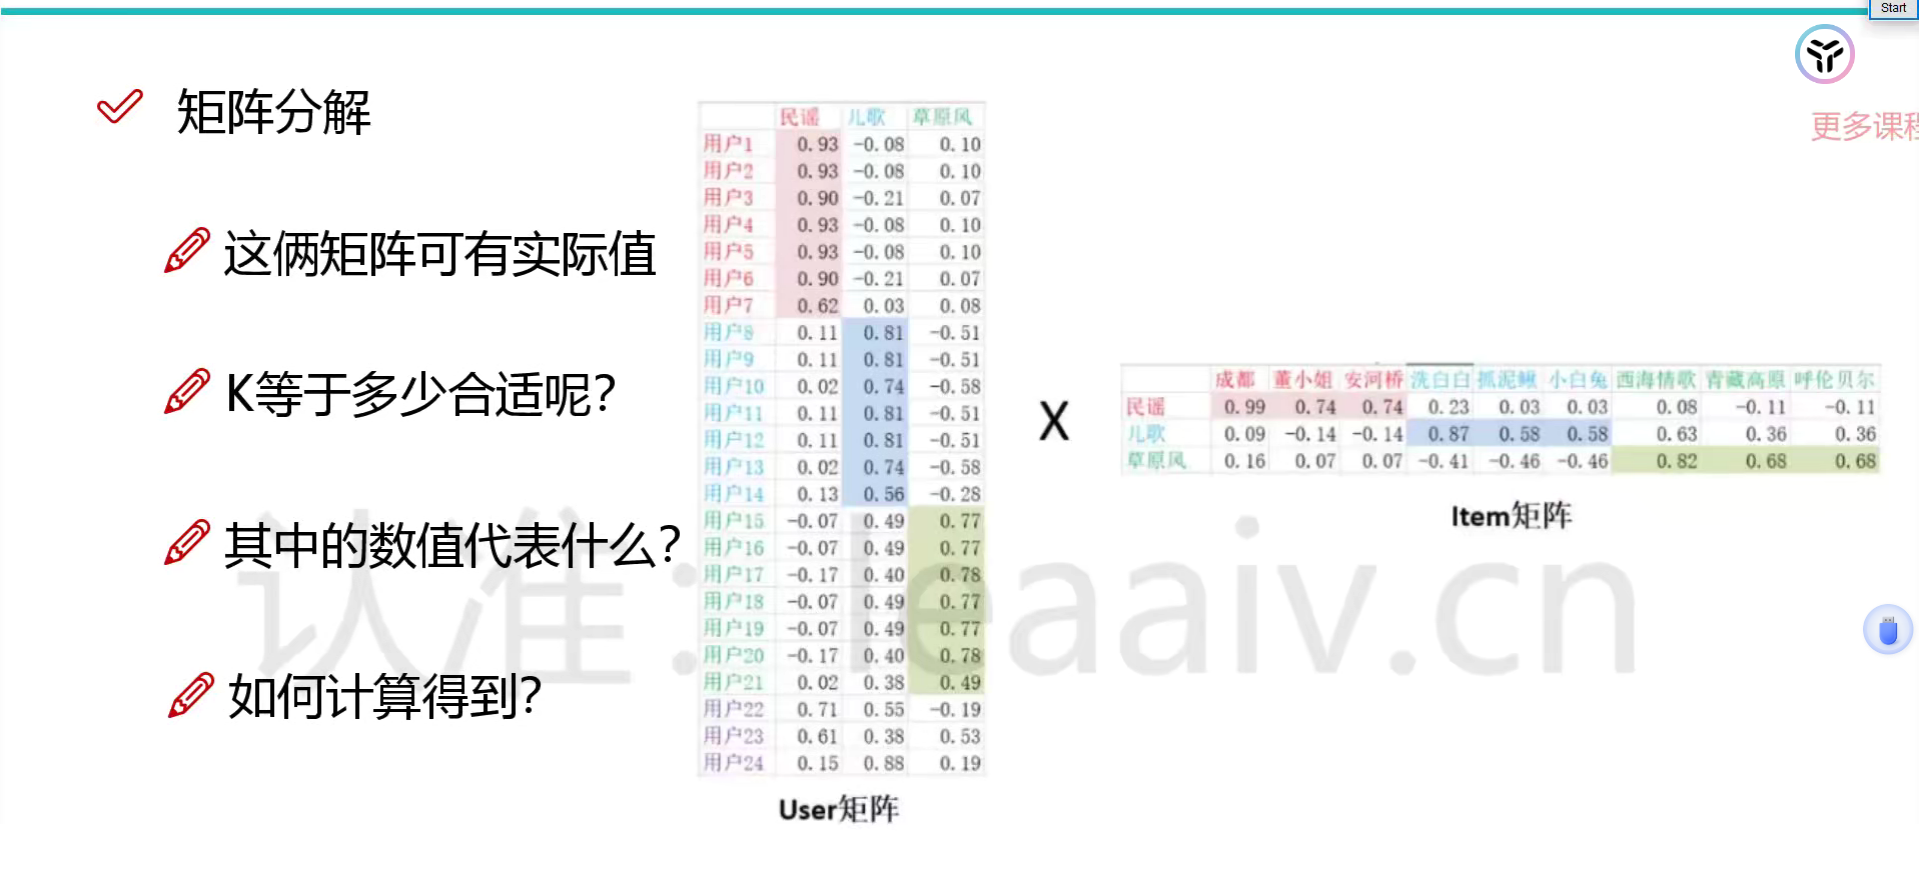 Start
更多课程
矩阵分解
这俩矩阵可有实际值
K等于多少合适呢？
其中的数值代表什么？
如何计算得到？
民谣 儿歌 草原风
用户1 0.93 -0.08 0.10
用户2 0.93 -0.08 0.10
用户3 0.90 -0.21 0.07
用户4 0.93 -0.08 0.10
用户5 0.93 -0.08 0.10
用户6 0.90 -0.21 0.07
用户7 0.62 0.03 0.08
用户8 0.11 0.81 -0.51
用户9 0.11 0.81 -0.51
用户10 0.02 0.74 -0.58
用户11 0.11 0.81 -0.51
用户12 0.11 0.81 -0.51
用户13 0.02 0.74 -0.58
用户14 0.13 0.56 -0.28
用户15 -0.07 0.49 0.77
用户16 -0.07 0.49 0.77
用户17 -0.17 0.40 0.78
用户18 -0.07 0.49 0.77
用户19 -0.07 0.49 0.77
用户20 -0.17 0.40 0.78
用户21 0.02 0.38 0.49
用户22 0.71 0.55 -0.19
用户23 0.61 0.38 0.53
用户24 0.15 0.88 0.19
User矩阵
X
成都 董小姐 安河桥 洗白白 抓泥鳅 小白兔 西海情歌 青藏高原 呼伦贝尔
民谣 0.99 0.74 0.74 0.23 0.03 0.03 0.08 -0.11 -0.11
儿歌 0.09 -0.14 -0.14 0.87 0.58 0.58 0.63 0.36 0.36
草原风 0.16 0.07 0.07 -0.41 -0.46 -0.46 0.82 0.68 0.68
Item矩阵
认准：leaaiv.cn